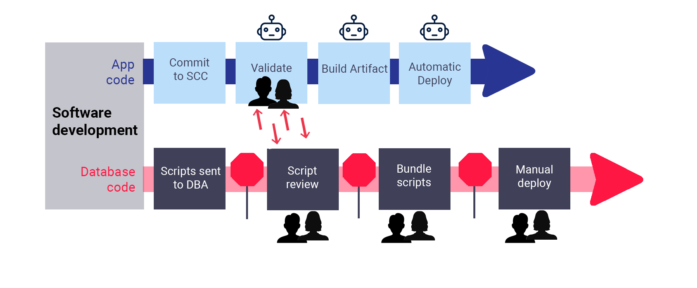 Software
development
App
code
Commit
to SCC
Validate
Build Artifact
Automatic
Deploy
Database
code
Scripts sent
to DBA
Script
review
Bundle
scripts
Manual
deploy